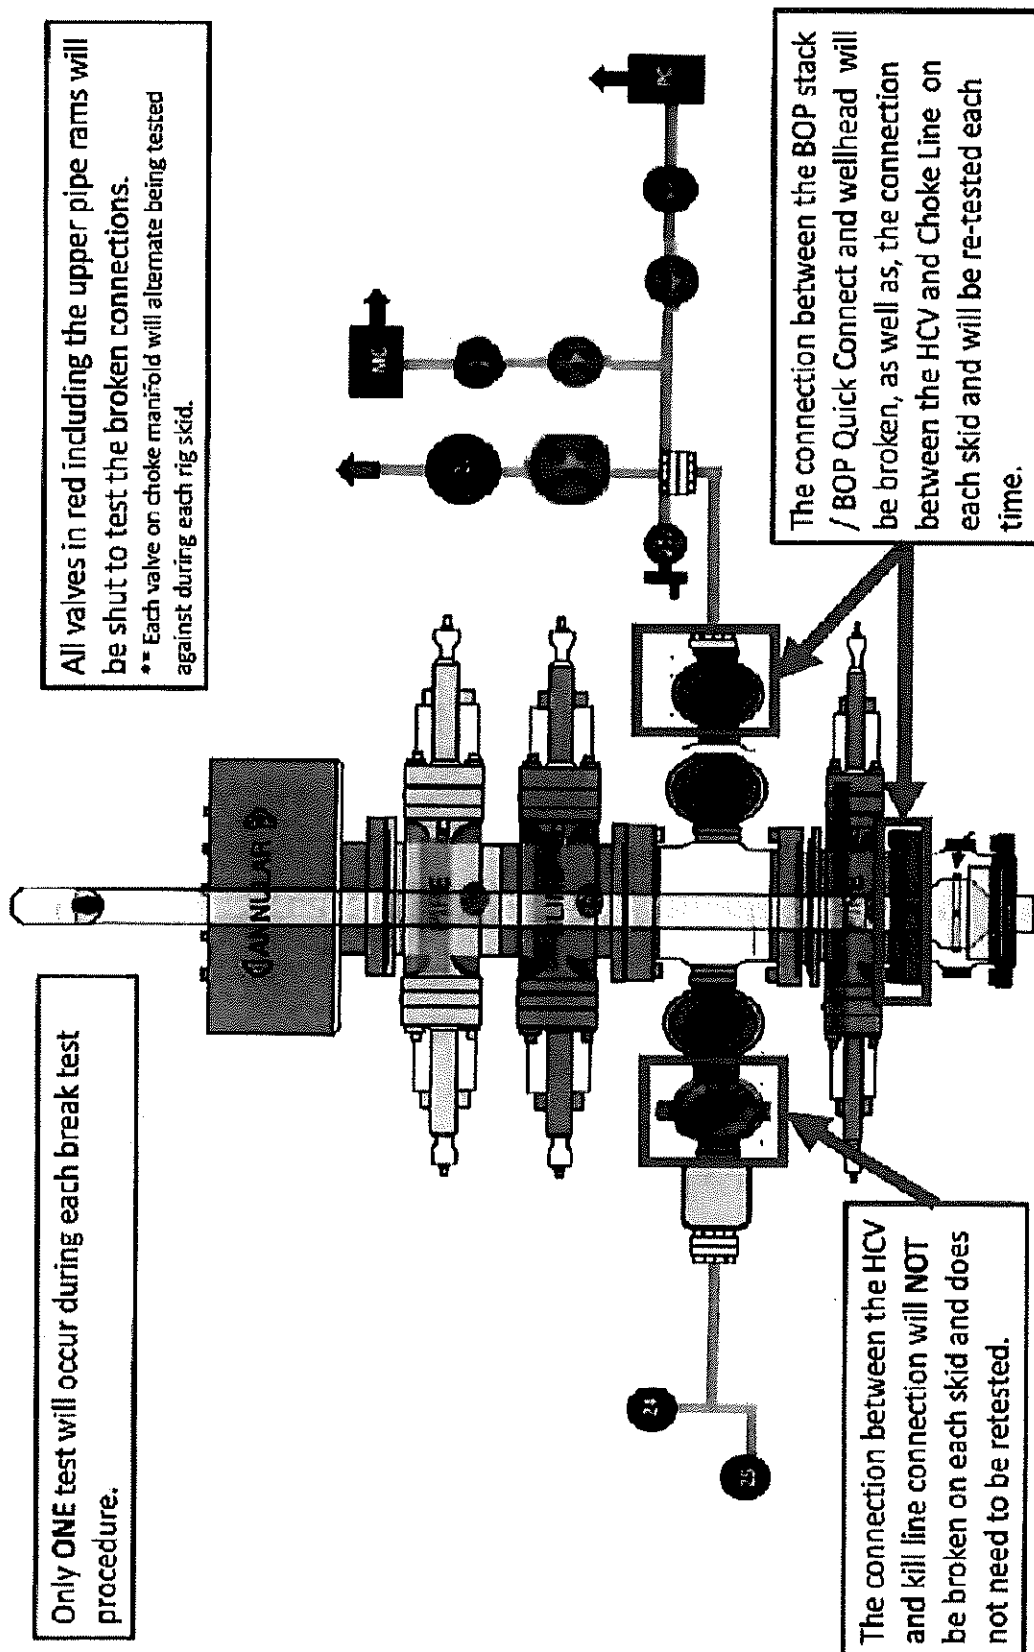 Only ONE test will occur during each break test
procedure.
All valves in red including the upper pipe rams will
be shut to test the broken connections.
** Each valve on choke manifold will alternate being tested
against during each rig skid.
ANNULAR
PIPE
MC
PC
24
25
The connection between the HCV
and kill line connection will NOT
be broken on each skid and does
not need to be retested.
The connection between the BOP stack
/ BOP Quick Connect and wellhead will
be broken, as well as, the connection
between the HCV and Choke Line on
each skid and will be re-tested each
time.